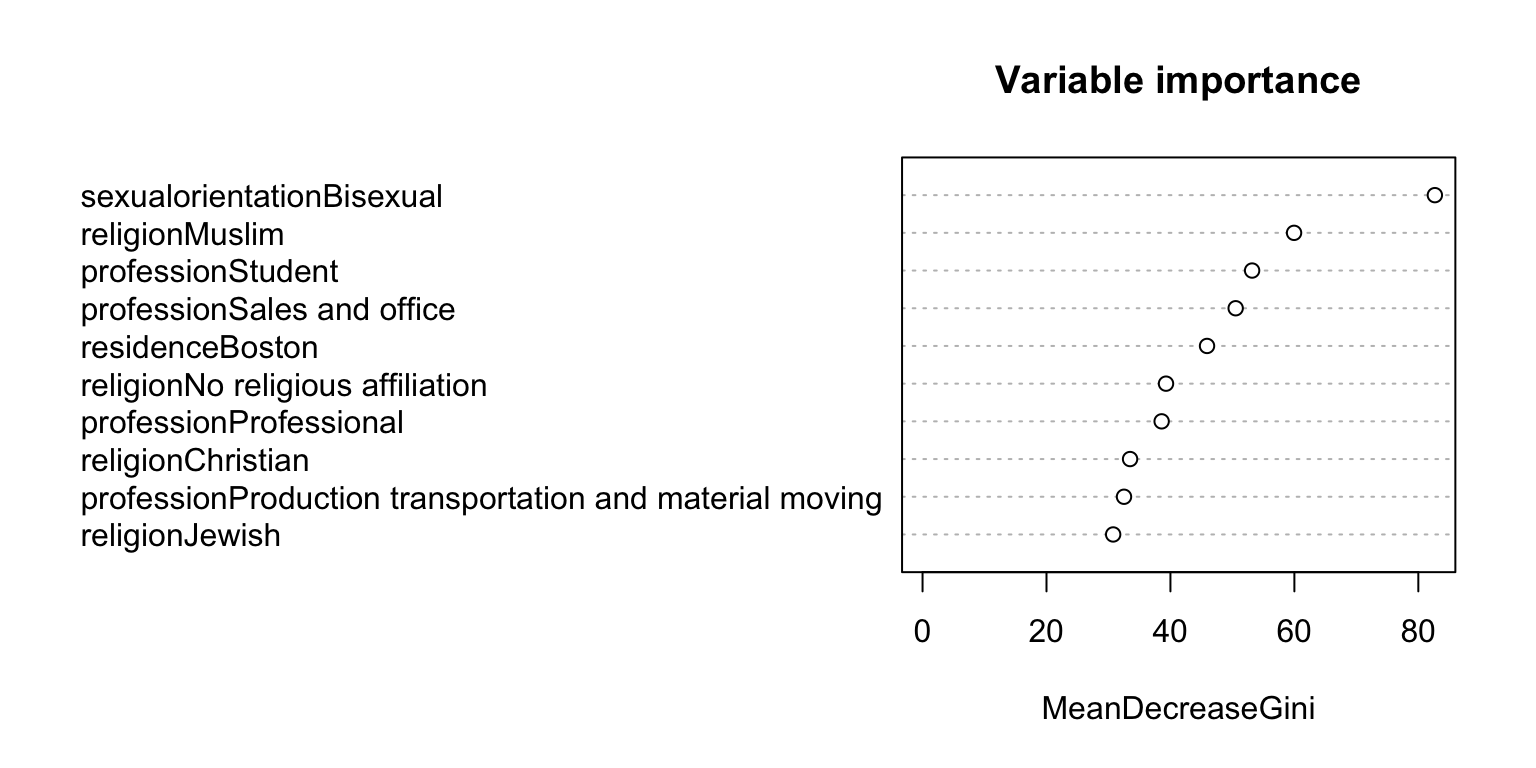 Variable importance
sexualorientationBisexual
religionMuslim
professionStudent
professionSales and office
residenceBoston
religionNo religious affiliation
professionProfessional
religionChristian
professionProduction transportation and material moving
religionJewish
0 20 40 60 80
MeanDecreaseGini